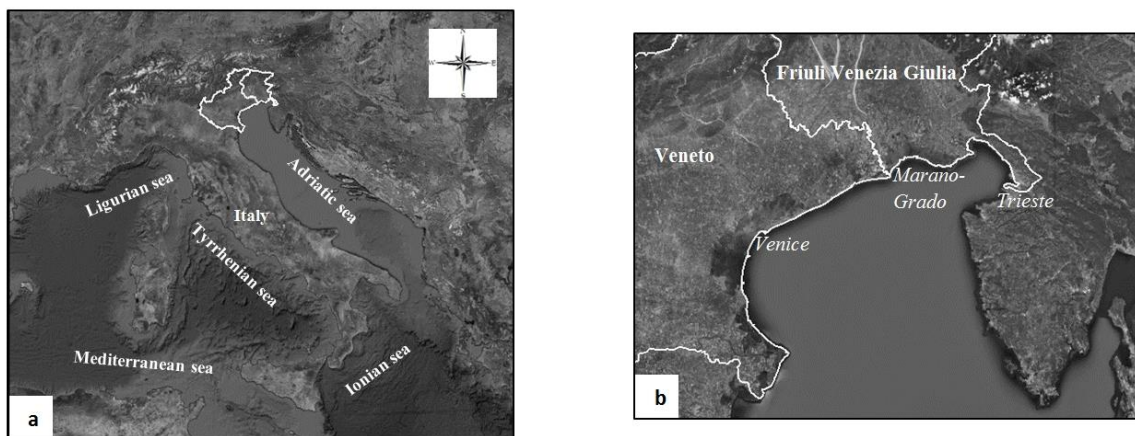 N
W E
S
Adriatic sea
Ligurian sea
Italy
Tyrrhenian sea
Mediterranean sea
Ionian sea
a
Friuli Venezia Giulia
Veneto
Marano-
Grado
Trieste
Venice
b